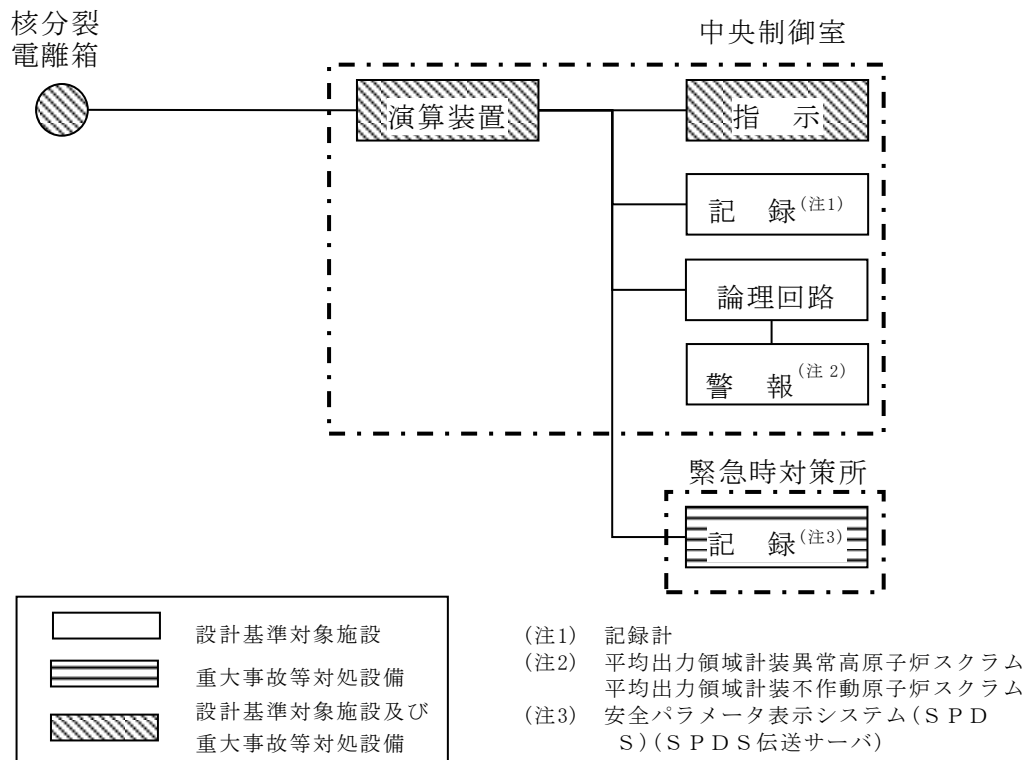 核分裂
電離箱
中央制御室
演算装置
指　示
記　録(注1)
論理回路
警　報(注 2)
緊急時対策所
記　録(注3)
設計基準対象施設
重大事故等対処設備
設計基準対象施設及び
重大事故等対処設備
(注1)　記録計
(注2)　平均出力領域計装異常高原子炉スクラム
平均出力領域計装不作動原子炉スクラム
(注3)　安全パラメータ表示システム(ＳＰＤ
Ｓ)(ＳＰＤＳ伝送サーバ)